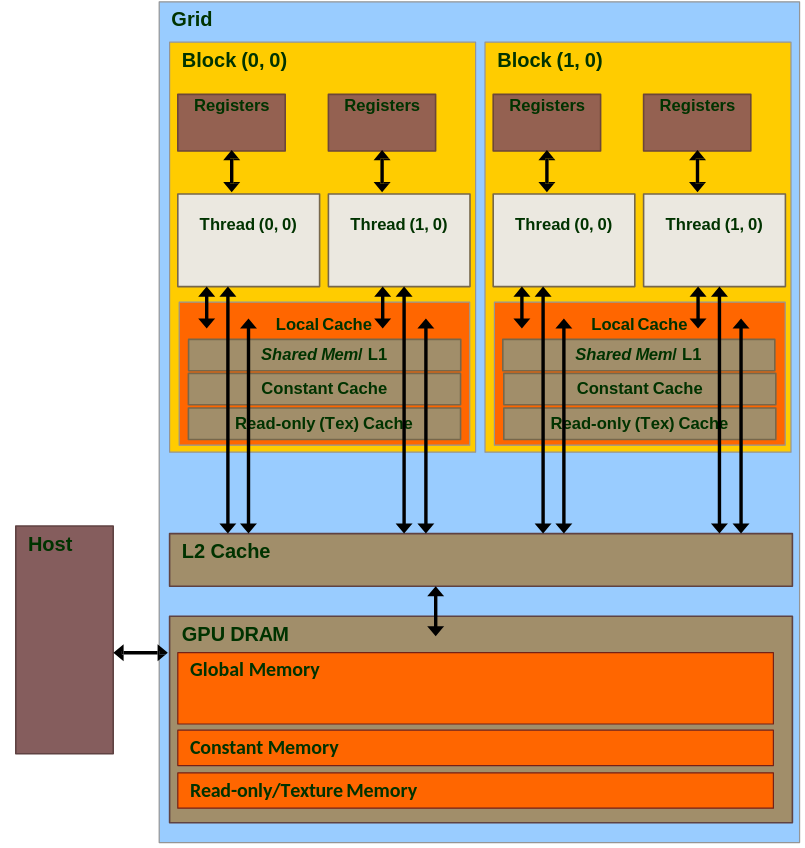 Grid
Block (0, 0)
Block (1, 0)
Registers
Registers
Registers
Registers
Thread (0, 0)
Thread (1, 0)
Thread (0, 0)
Thread (1, 0)
Local Cache
Local Cache
Shared Mem/ L1
Shared Mem/ L1
Constant Cache
Constant Cache
Read-only (Tex) Cache
Read-only (Tex) Cache
Host
L2 Cache
GPU DRAM
Global Memory
Constant Memory
Read-only/Texture Memory